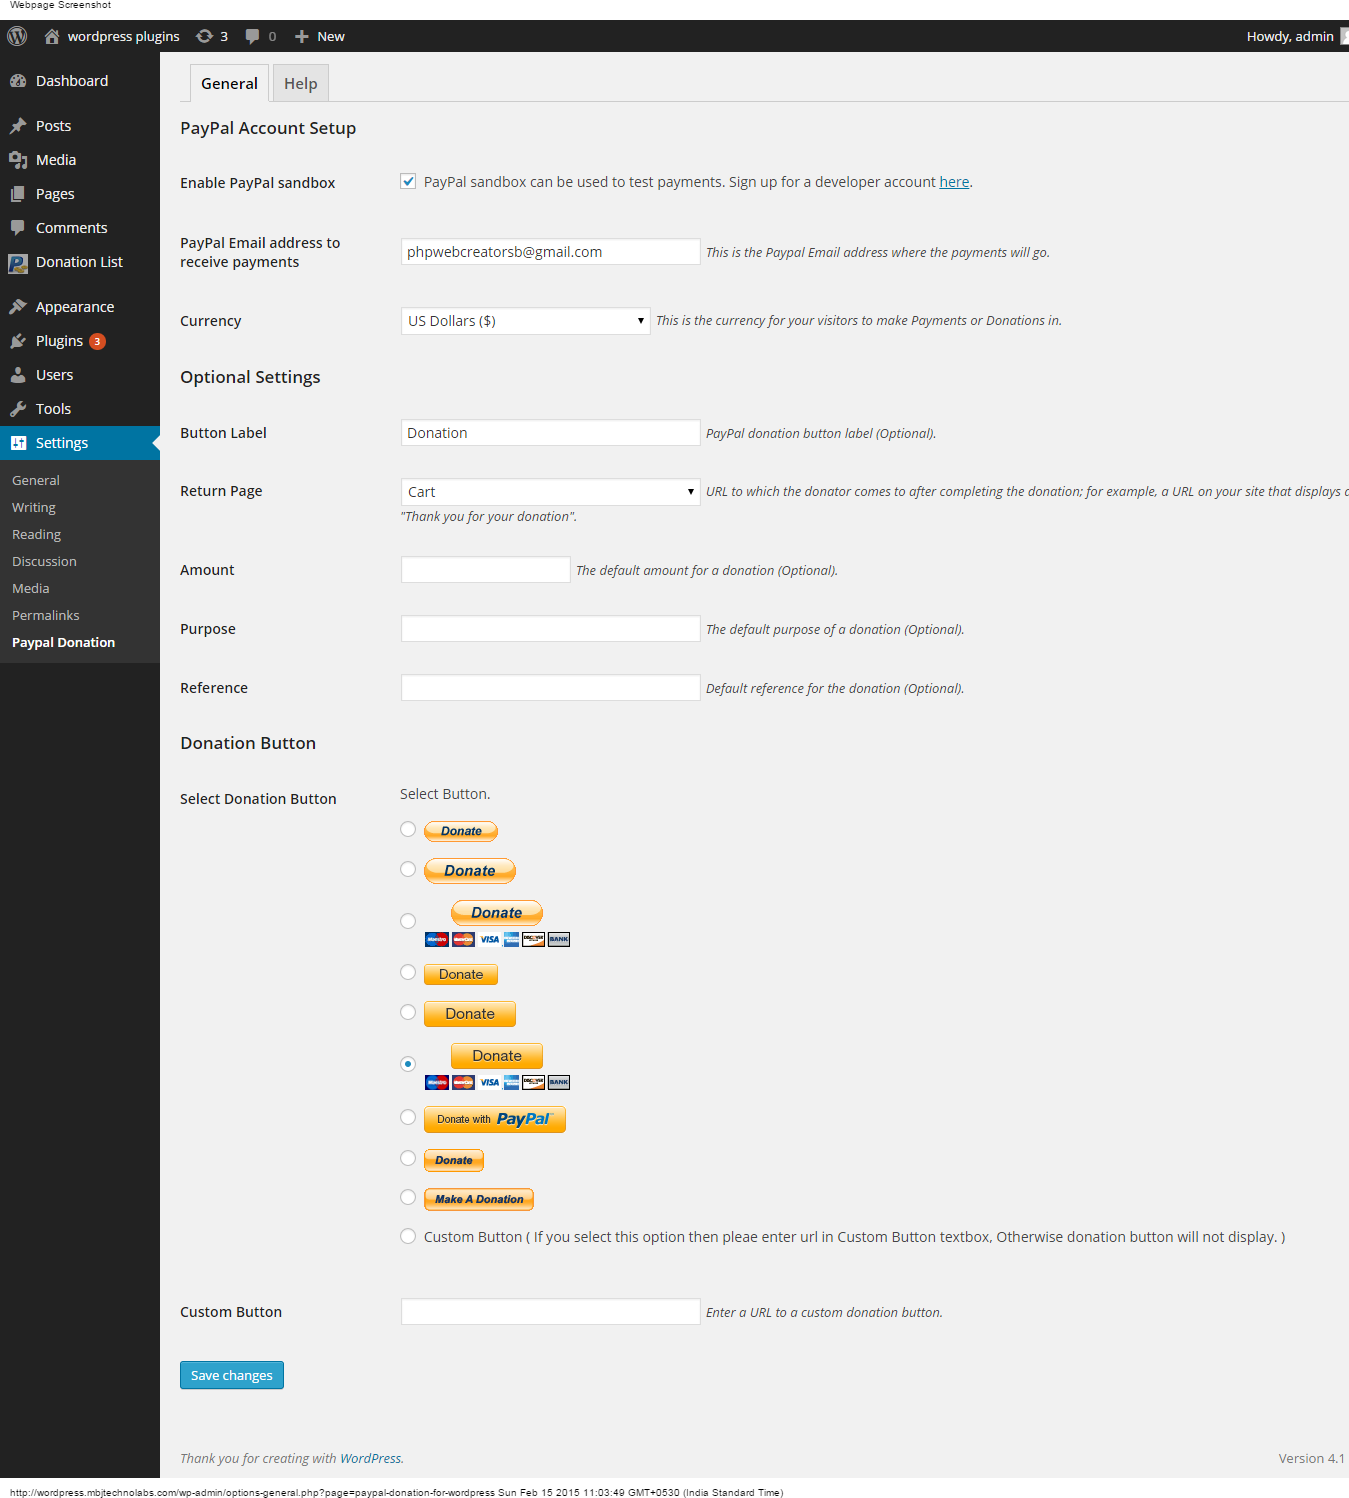 Webpage Screenshot
wordpress plugins 3 0 New Howdy, admin
Dashboard
Posts
Media
Pages
Comments
Donation List
Appearance
Plugins 3
Users
Tools
Settings
General
Writing
Reading
Discussion
Media
Permalinks
Paypal Donation
General Help
PayPal Account Setup
Enable PayPal sandbox
PayPal sandbox can be used to test payments. Sign up for a developer account here.
PayPal Email address to
receive payments
phpwebcreatorsb@gmail.com This is the Paypal Email address where the payments will go.
Currency US Dollars ($) This is the currency for your visitors to make Payments or Donations in.
Optional Settings
Button Label Donation PayPal donation button label (Optional).
Return Page Cart URL to which the donator comes to after completing the donation; for example, a URL on your site that displays a
"Thank you for your donation".
Amount The default amount for a donation (Optional).
Purpose The default purpose of a donation (Optional).
Reference Default reference for the donation (Optional).
Donation Button
Select Donation Button Select Button.
Donate
Donate
Donate
Maestro MasterCard VISA DISCOVER BANK
Donate
Donate
Donate
Maestro MasterCard VISA DISCOVER BANK
Donate with PayPal
Donate
Make A Donation
Custom Button ( If you select this option then pleae enter url in Custom Button textbox, Otherwise donation button will not display. )
Custom Button Enter a URL to a custom donation button.
Save changes
Thank you for creating with WordPress. Version 4.1
http://wordpress.mbjtechnolabs.com/wp-admin/options-general.php?page=paypal-donation-for-wordpress Sun Feb 15 2015 11:03:49 GMT+0530 (India Standard Time)